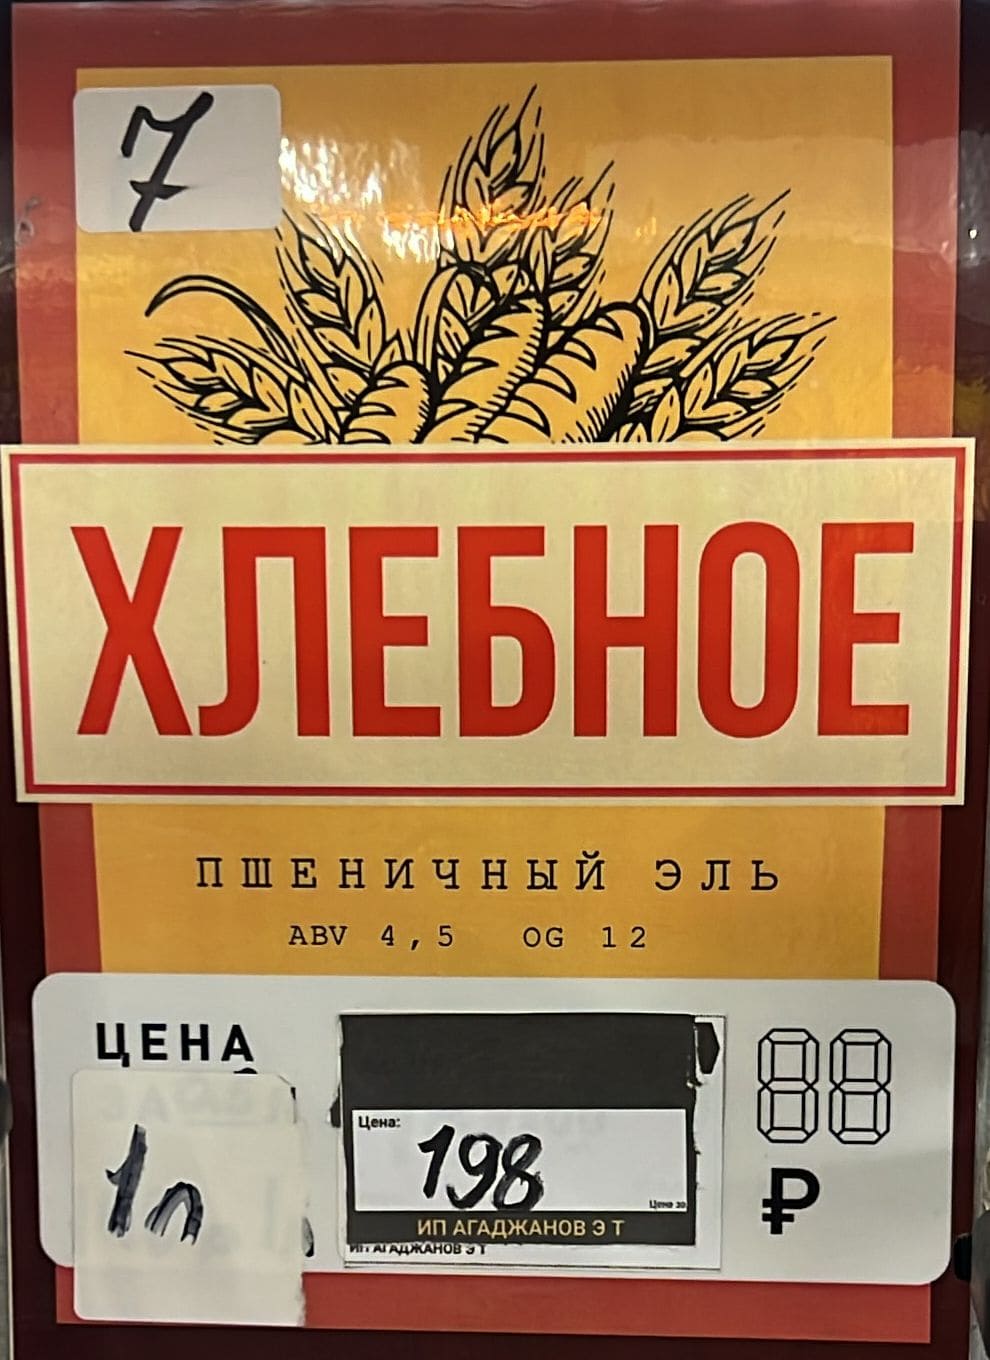 7
ХЛЕБНОЕ
ПШЕНИЧНЫЙ ЭЛЬ
ABV 4,5 OG 12
ЦЕНА
1л
Цена:
198
ИП АГАДЖАНОВ Э Т
ИП АГАДЖАНОВ Э Т
88
₽